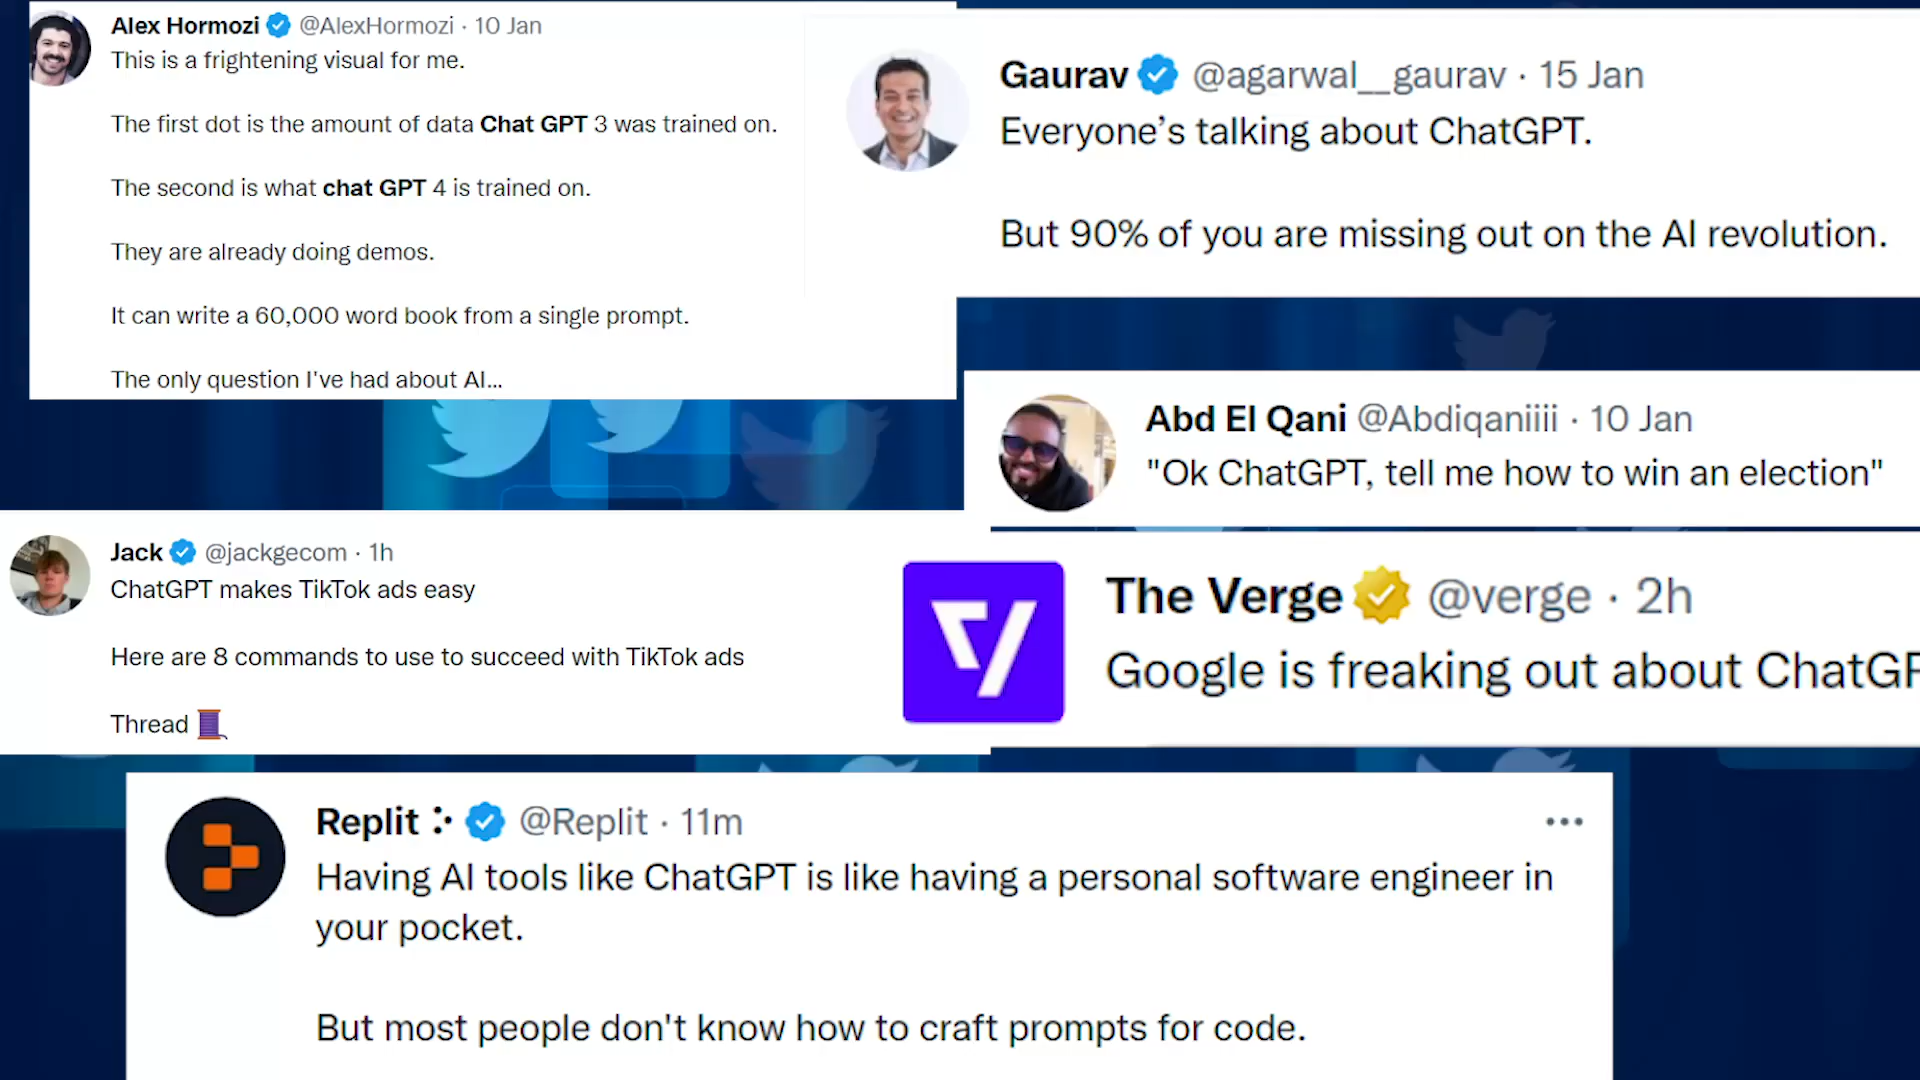 Alex Hormozi @AlexHormozi · 10 Jan
This is a frightening visual for me.
The first dot is the amount of data Chat GPT 3 was trained on.
The second is what chat GPT 4 is trained on.
They are already doing demos.
It can write a 60,000 word book from a single prompt.
The only question I've had about AI...
Gaurav @agarwal__gaurav · 15 Jan
Everyone’s talking about ChatGPT.
But 90% of you are missing out on the AI revolution.
Abd El Qani @Abdiqaniiii · 10 Jan
"Ok ChatGPT, tell me how to win an election"
Jack @jackgecom · 1h
ChatGPT makes TikTok ads easy
Here are 8 commands to use to succeed with TikTok ads
Thread 🧵
The Verge @verge · 2h
Google is freaking out about ChatGP
Replit @Replit · 11m
Having AI tools like ChatGPT is like having a personal software engineer in
your pocket.
But most people don't know how to craft prompts for code.